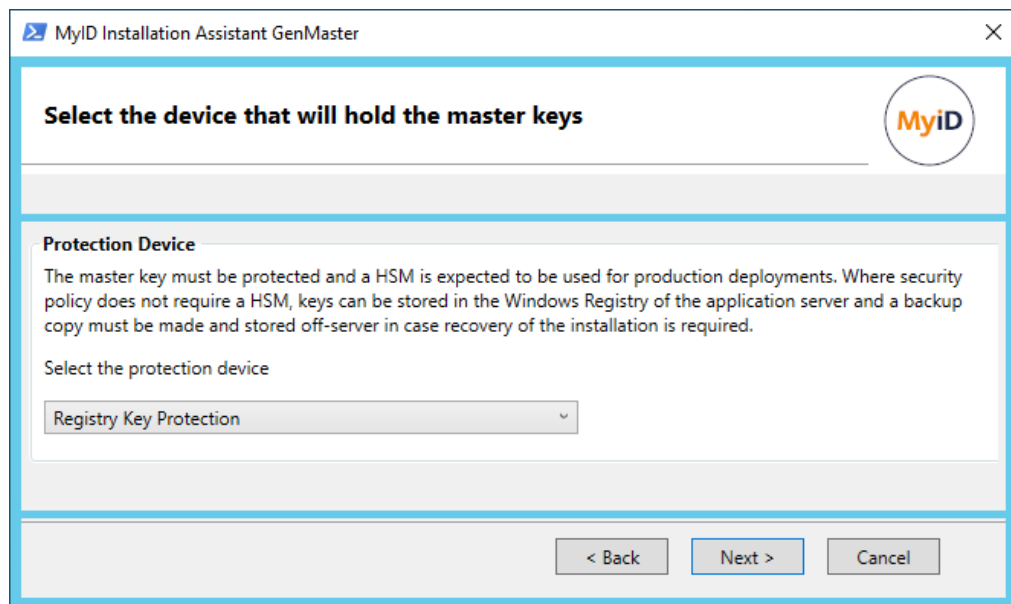 MyID Installation Assistant GenMaster
Select the device that will hold the master keys
MyiD
Protection Device
The master key must be protected and a HSM is expected to be used for production deployments. Where security
policy does not require a HSM, keys can be stored in the Windows Registry of the application server and a backup
copy must be made and stored off-server in case recovery of the installation is required.
Select the protection device
Registry Key Protection
< Back Next > Cancel